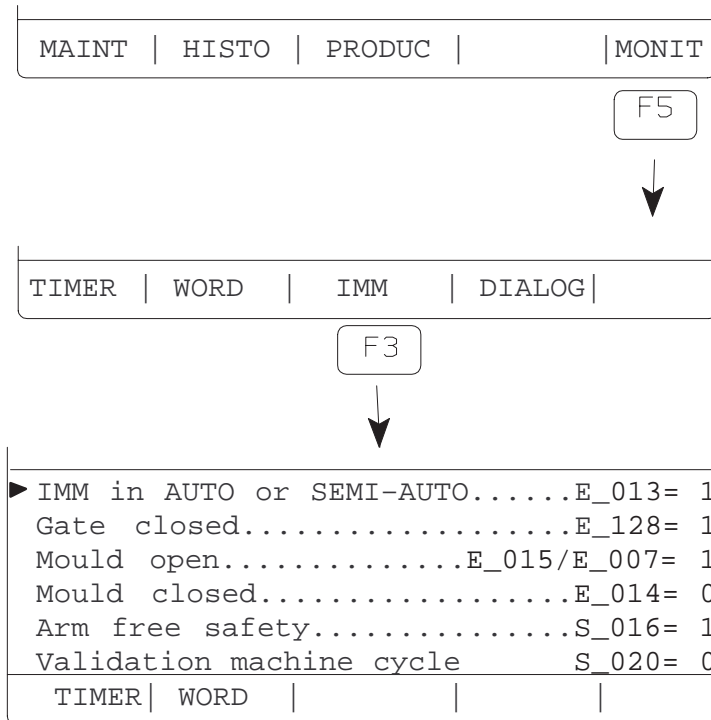 MAINT | HISTO | PRODUC | |MONIT
F5
TIMER | WORD | IMM | DIALOG|
F3
IMM in AUTO or SEMI-AUTO......E_013= 1
Gate closed...................E_128= 1
Mould open..............E_015/E_007= 1
Mould closed..................E_014= 0
Arm free safety...............S_016= 1
Validation machine cycle S_020= 0
TIMER| WORD | | |